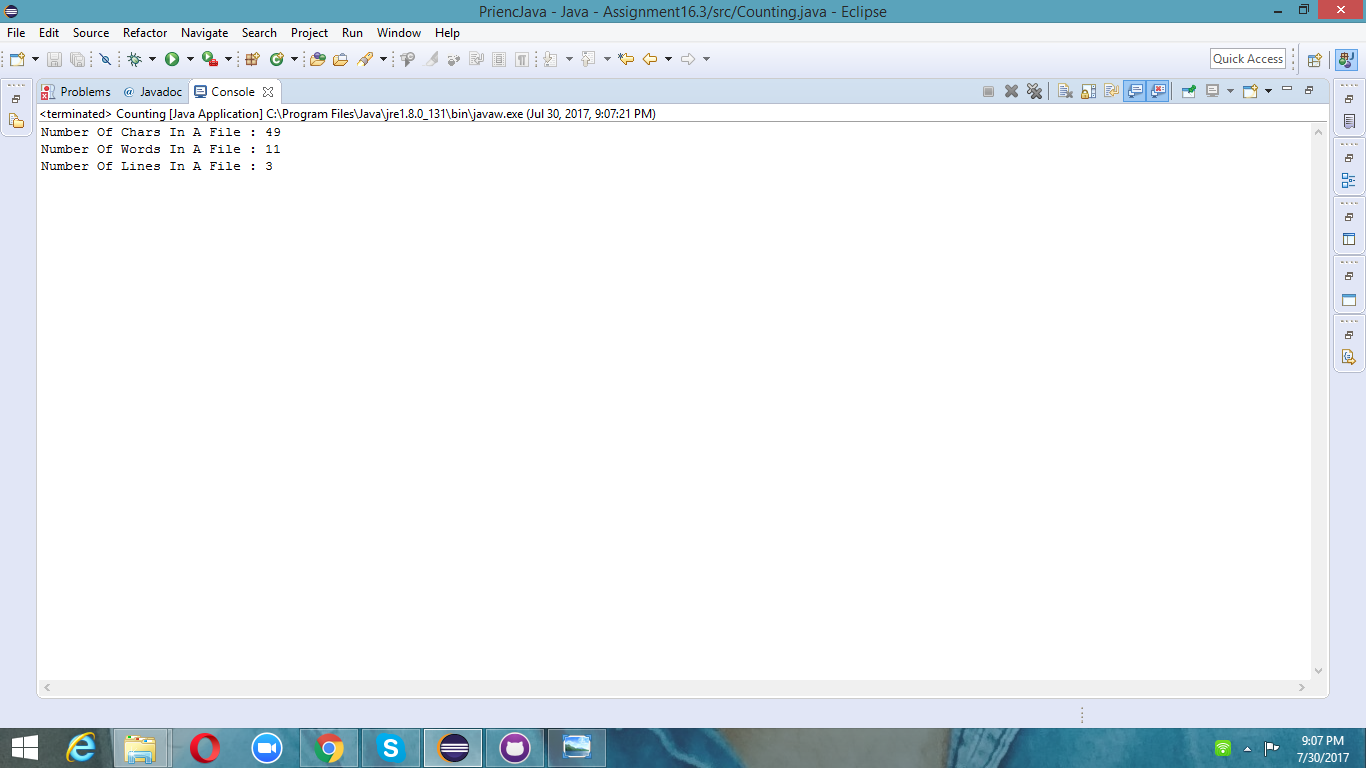 PriencJava - Java - Assignment16.3/src/Counting.java - Eclipse
File Edit Source Refactor Navigate Search Project Run Window Help
Quick Access
Problems @ Javadoc Console
<terminated> Counting [Java Application] C:\Program Files\Java\jre1.8.0_131\bin\javaw.exe (Jul 30, 2017, 9:07:21 PM)
Number Of Chars In A File : 49
Number Of Words In A File : 11
Number Of Lines In A File : 3
9:07 PM
7/30/2017